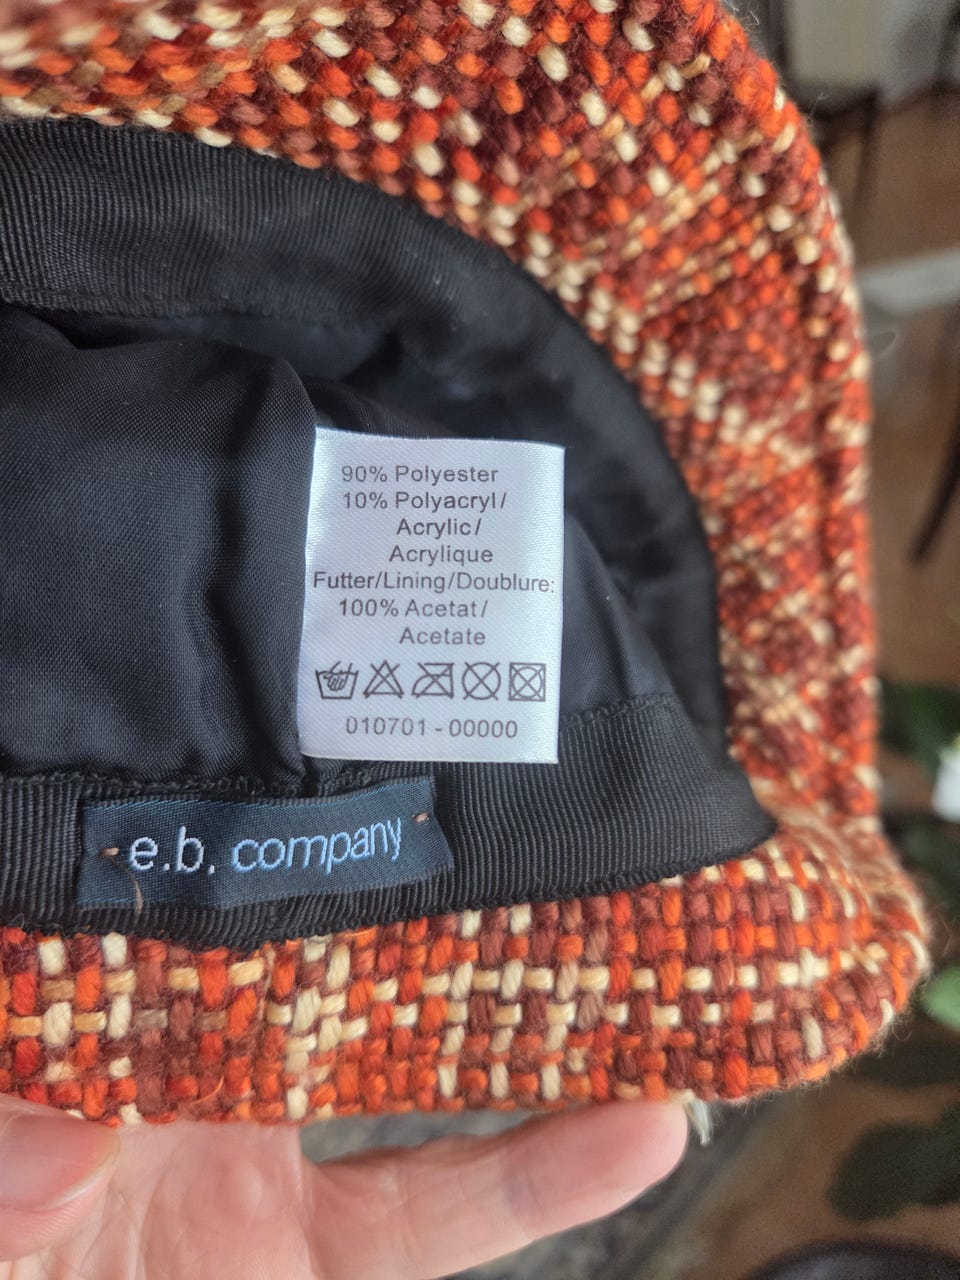 90% Polyester
10% Polyacryl/
Acrylic/
Acrylique
Futter/Lining/Doublure:
100% Acetat/
Acetate
010701-00000
e.b. company